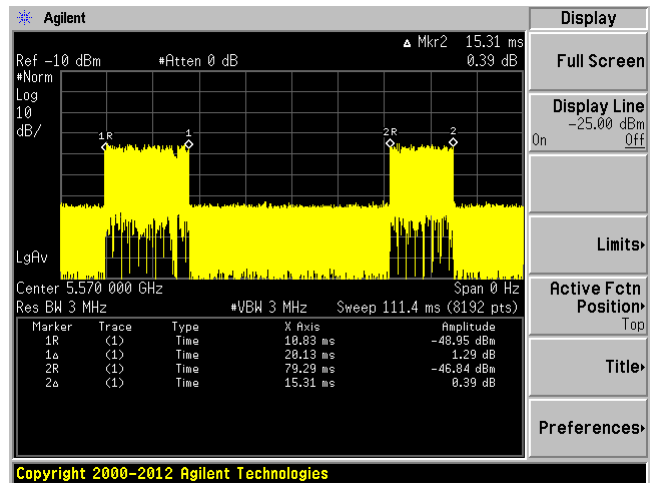 Agilent
Display
Δ Mkr2 15.31 ms
Ref -10 dBm #Atten 0 dB 0.39 dB
#Norm
Log
10
dB/
1R 1 2R 2
LgAv
Center 5.570 000 GHz Span 0 Hz
Res BW 3 MHz #VBW 3 MHz Sweep 111.4 ms (8192 pts)
Marker Trace Type X Axis Amplitude
1R (1) Time 10.83 ms -48.95 dBm
1Δ (1) Time 20.13 ms 1.29 dB
2R (1) Time 79.29 ms -46.84 dBm
2Δ (1) Time 15.31 ms 0.39 dB
Full Screen
Display Line
-25.00 dBm
On Off
Limits
Active Fctn
Position
Top
Title
Preferences
Copyright 2000-2012 Agilent Technologies